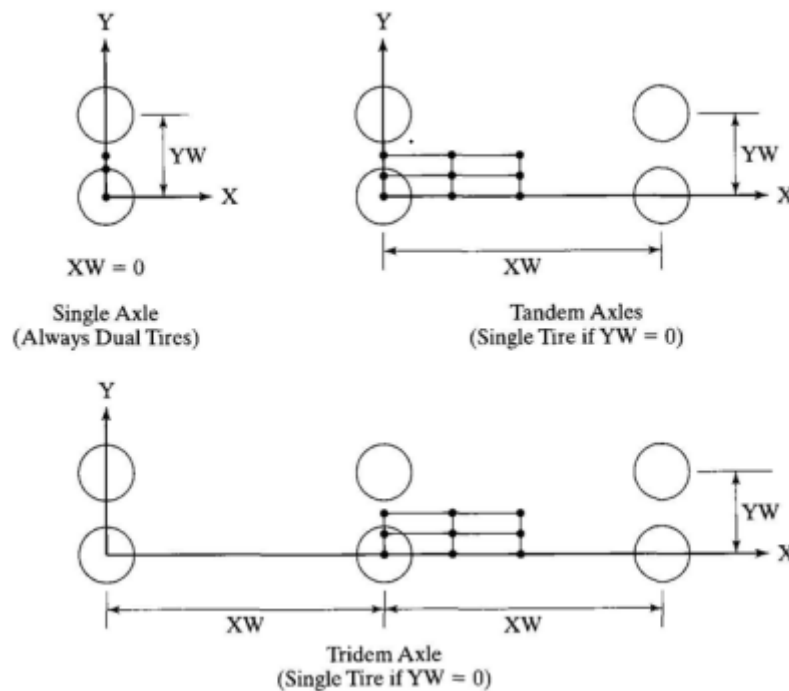 Y
YW
X
XW = 0
Single Axle
(Always Dual Tires)
Y
YW
X
XW
Tandem Axles
(Single Tire if YW = 0)
Y
YW
X
XW
XW
Tridem Axle
(Single Tire if YW = 0)